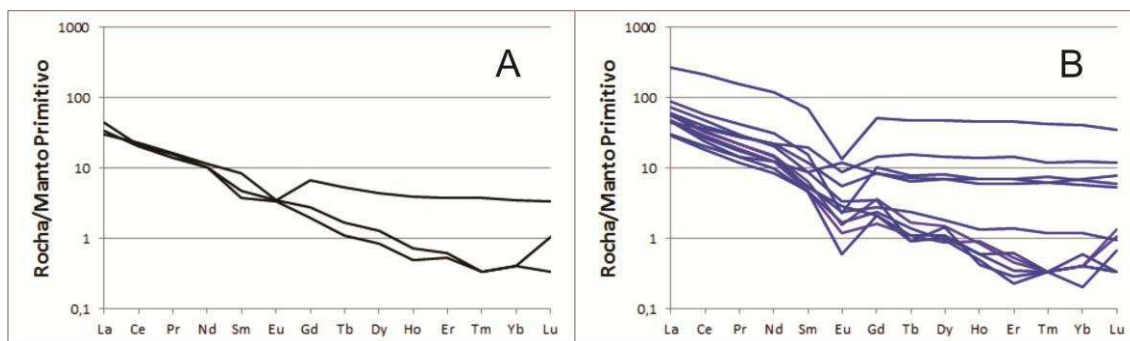 Rocha/Manto Primitivo
1000
100
10
1
0,1
A
La Ce Pr Nd Sm Eu Gd Tb Dy Ho Er Tm Yb Lu
Rocha/Manto Primitivo
1000
100
10
1
0,1
B
La Ce Pr Nd Sm Eu Gd Tb Dy Ho Er Tm Yb Lu